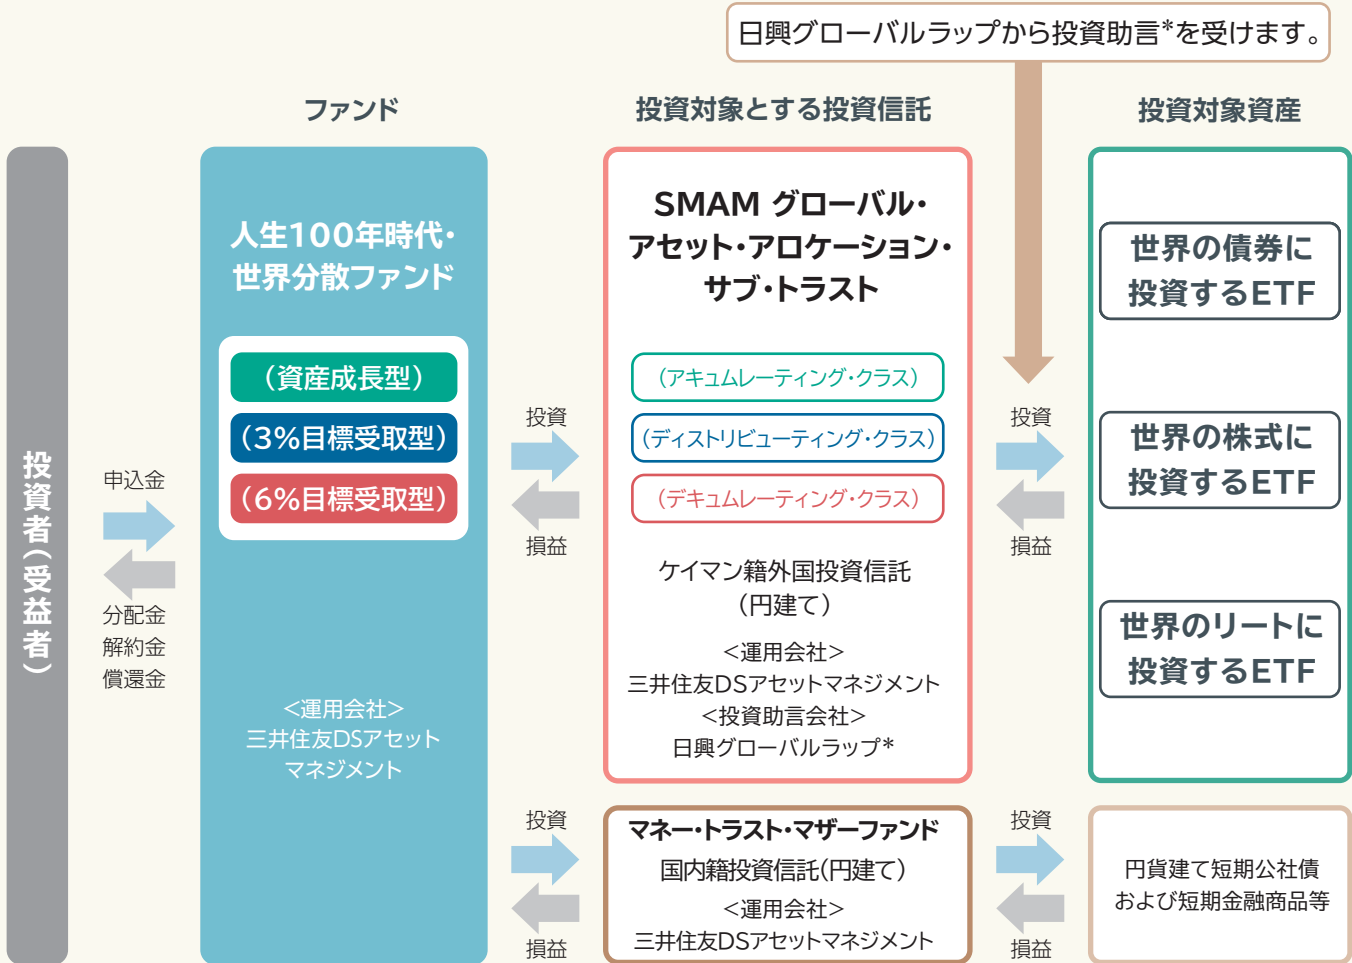 日興グローバルラップから投資助言*を受けます。
ファンド
投資対象とする投資信託
投資対象資産
投資者(受益者)
申込金
分配金
解約金
償還金
人生100年時代・
世界分散ファンド
(資産成長型)
(3%目標受取型)
(6%目標受取型)
<運用会社>
三井住友DSアセット
マネジメント
投資
損益
SMAM グローバル・
アセット・アロケーション・
サブ・トラスト
(アキュムレーティング・クラス)
(ディストリビューティング・クラス)
(デキュムレーティング・クラス)
ケイマン籍外国投資信託
(円建て)
<運用会社>
三井住友DSアセットマネジメント
<投資助言会社>
日興グローバルラップ*
投資
損益
世界の債券に
投資するETF
世界の株式に
投資するETF
世界のリートに
投資するETF
投資
損益
マネー・トラスト・マザーファンド
国内籍投資信託(円建て)
<運用会社>
三井住友DSアセットマネジメント
投資
損益
円貨建て短期公社債
および短期金融商品等